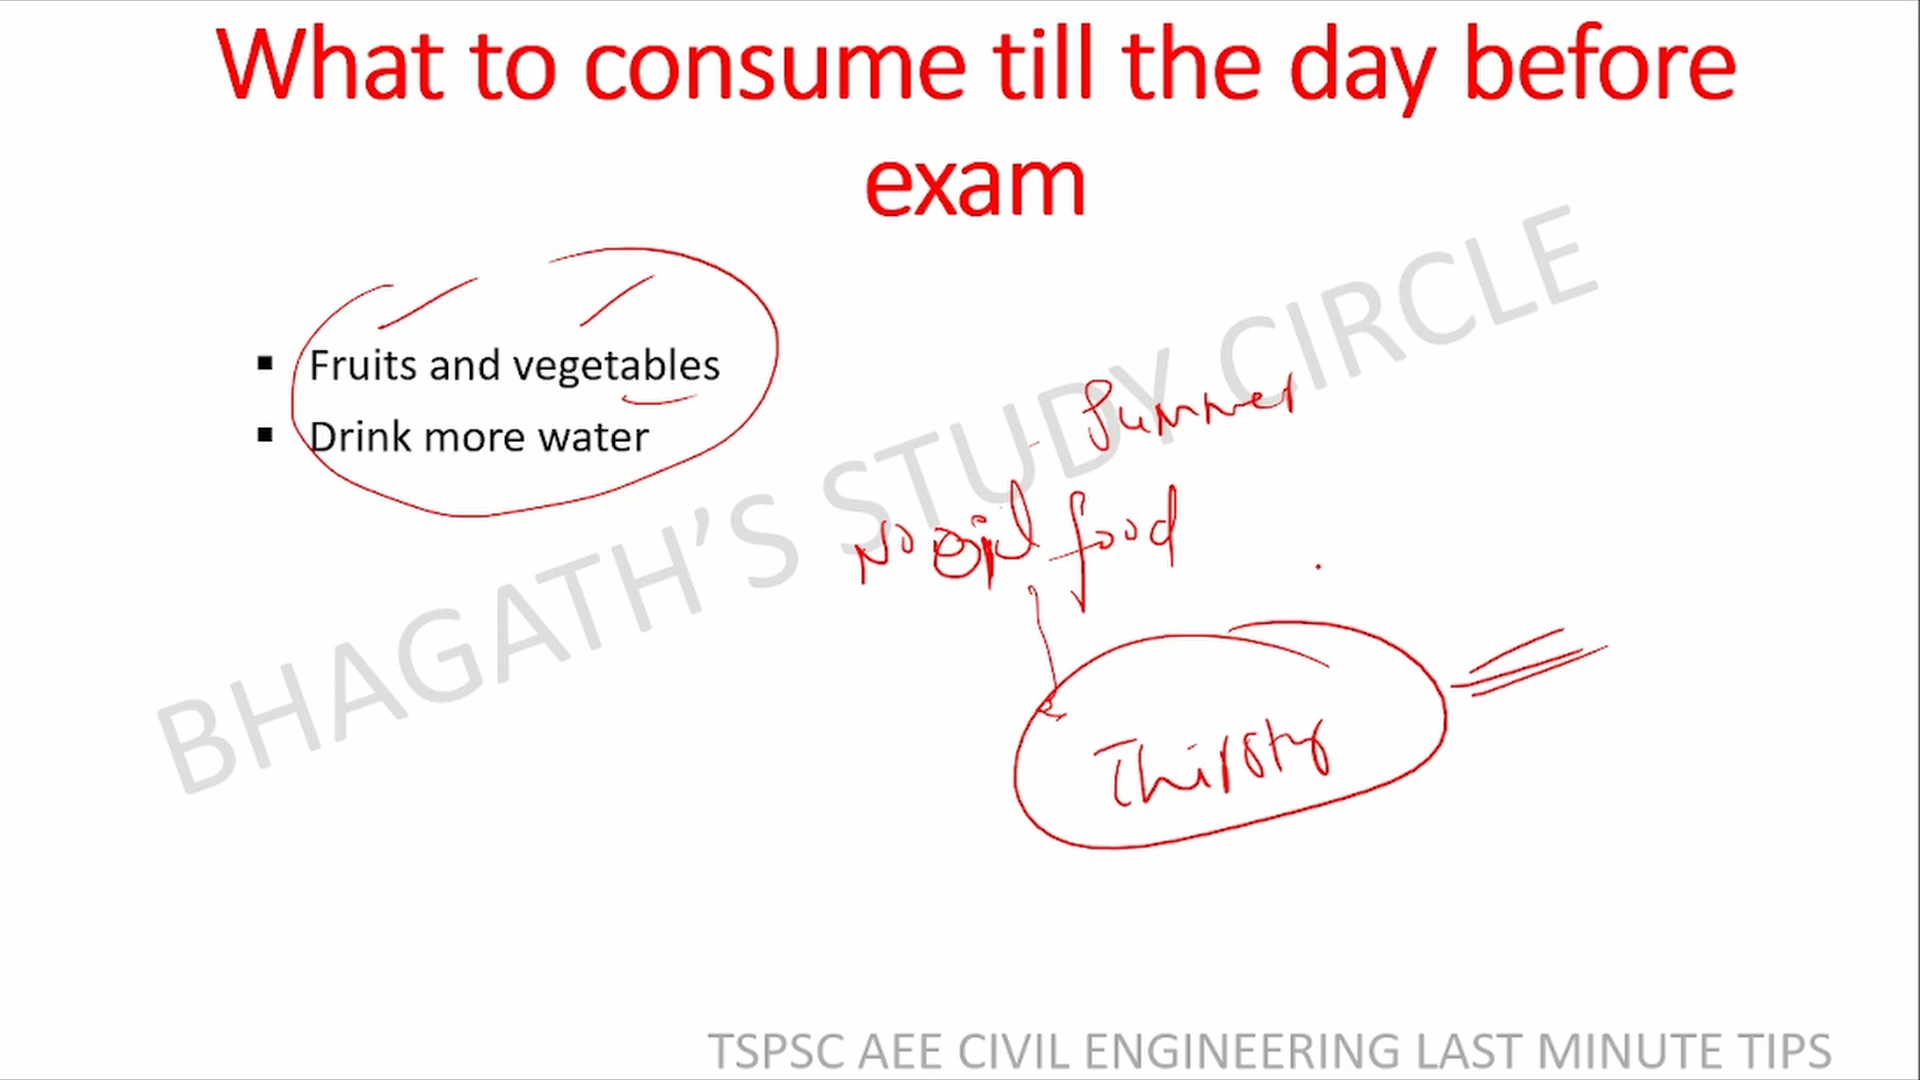 What to consume till the day before
exam
▪ Fruits and vegetables
▪ Drink more water
- Summer
No oil food
Thirsty
BHAGATH'S STUDY CIRCLE
TSPSC AEE CIVIL ENGINEERING LAST MINUTE TIPS